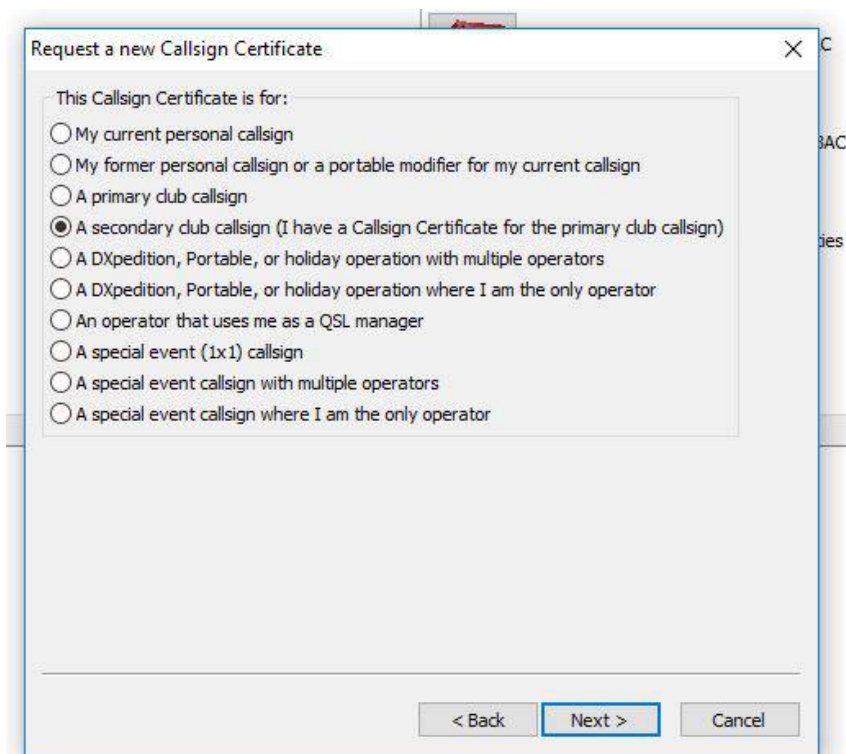 Request a new Callsign Certificate
This Callsign Certificate is for:
My current personal callsign
My former personal callsign or a portable modifier for my current callsign
A primary club callsign
A secondary club callsign (I have a Callsign Certificate for the primary club callsign)
A DXpedition, Portable, or holiday operation with multiple operators
A DXpedition, Portable, or holiday operation where I am the only operator
An operator that uses me as a QSL manager
A special event (1x1) callsign
A special event callsign with multiple operators
A special event callsign where I am the only operator
< Back Next > Cancel